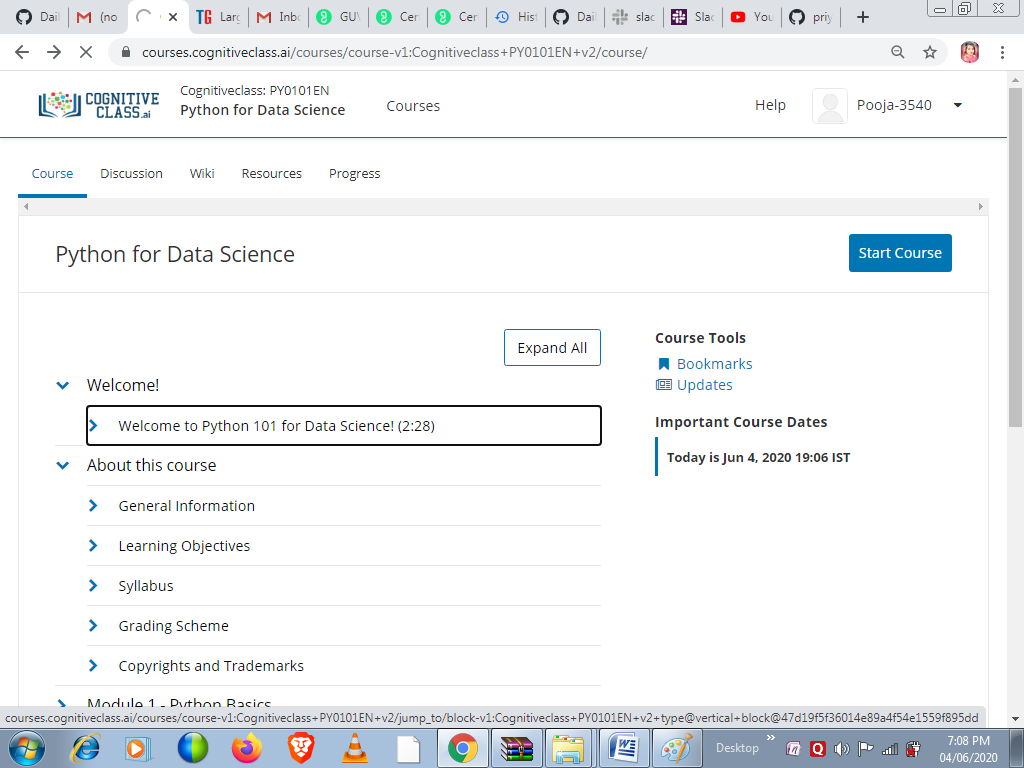 Dail
(no
TG Larg
Inbo
GU\
Cer
Cer
Hist
Dail
slac
Slac
You
priy
courses.cognitiveclass.ai/courses/course-v1:Cognitiveclass+PY0101EN+v2/course/
COGNITIVE
CLASS.ai
Cognitiveclass: PY0101EN
Python for Data Science
Courses
Help
Pooja-3540
Course
Discussion
Wiki
Resources
Progress
Python for Data Science
Start Course
Expand All
Welcome!
Welcome to Python 101 for Data Science! (2:28)
About this course
General Information
Learning Objectives
Syllabus
Grading Scheme
Copyrights and Trademarks
Module 1 - Python Basics
Course Tools
Bookmarks
Updates
Important Course Dates
Today is Jun 4, 2020 19:06 IST
courses.cognitiveclass.ai/courses/course-v1:Cognitiveclass+PY0101EN+v2/jump_to/block-v1:Cognitiveclass+PY0101EN+v2+type@vertical+block@47d19f5f36014e89a4f54e1559f895dd
Desktop
7:08 PM
04/06/2020